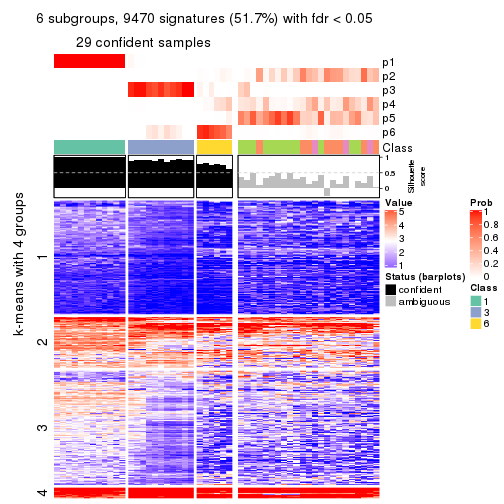 6 subgroups, 9470 signatures (51.7%) with fdr < 0.05
29 confident samples
p1
p2
p3
p4
p5
p6
Class
1
0.5
0
Silhouette
score
k-means with 4 groups
1
2
3
4
Value
5
4
3
2
1
Status (barplots)
confident
ambiguous
Prob
1
0.8
0.6
0.4
0.2
0
Class
1
3
6